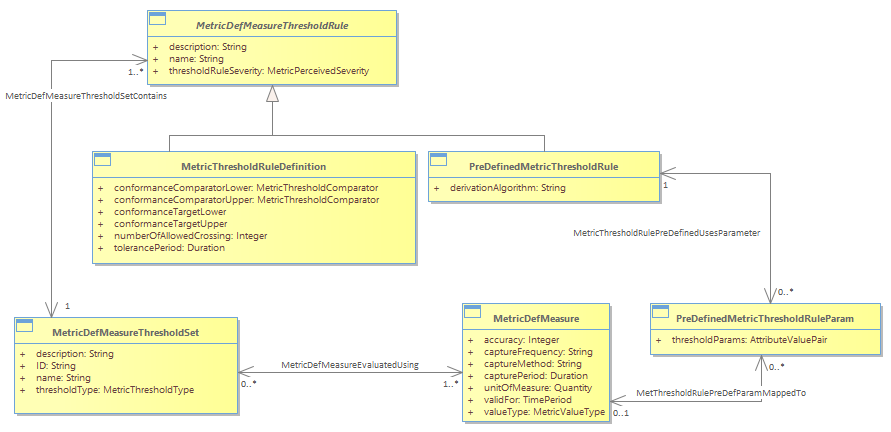 MetricDefMeasureThresholdRule
+ description: String
+ name: String
+ thresholdRuleSeverity: MetricPerceivedSeverity
1..*
MetricDefMeasureThresholdSetContains
MetricThresholdRuleDefinition
+ conformanceComparatorLower: MetricThresholdComparator
+ conformanceComparatorUpper: MetricThresholdComparator
+ conformanceTargetLower
+ conformanceTargetUpper
+ numberOfAllowedCrossing: Integer
+ tolerancePeriod: Duration
PreDefinedMetricThresholdRule
+ derivationAlgorithm: String
1
MetricThresholdRulePreDefinedUsesParameter
0..*
1
MetricDefMeasureThresholdSet
+ description: String
+ ID: String
+ name: String
+ thresholdType: MetricThresholdType
MetricDefMeasureEvaluatedUsing
0..*
1..*
MetricDefMeasure
+ accuracy: Integer
+ captureFrequency: String
+ captureMethod: String
+ capturePeriod: Duration
+ unitOfMeasure: Quantity
+ validFor: TimePeriod
+ valueType: MetricValueType
PreDefinedMetricThresholdRuleParam
+ thresholdParams: AttributeValuePair
0..*
MetThresholdRulePreDefParamMappedTo
0..1